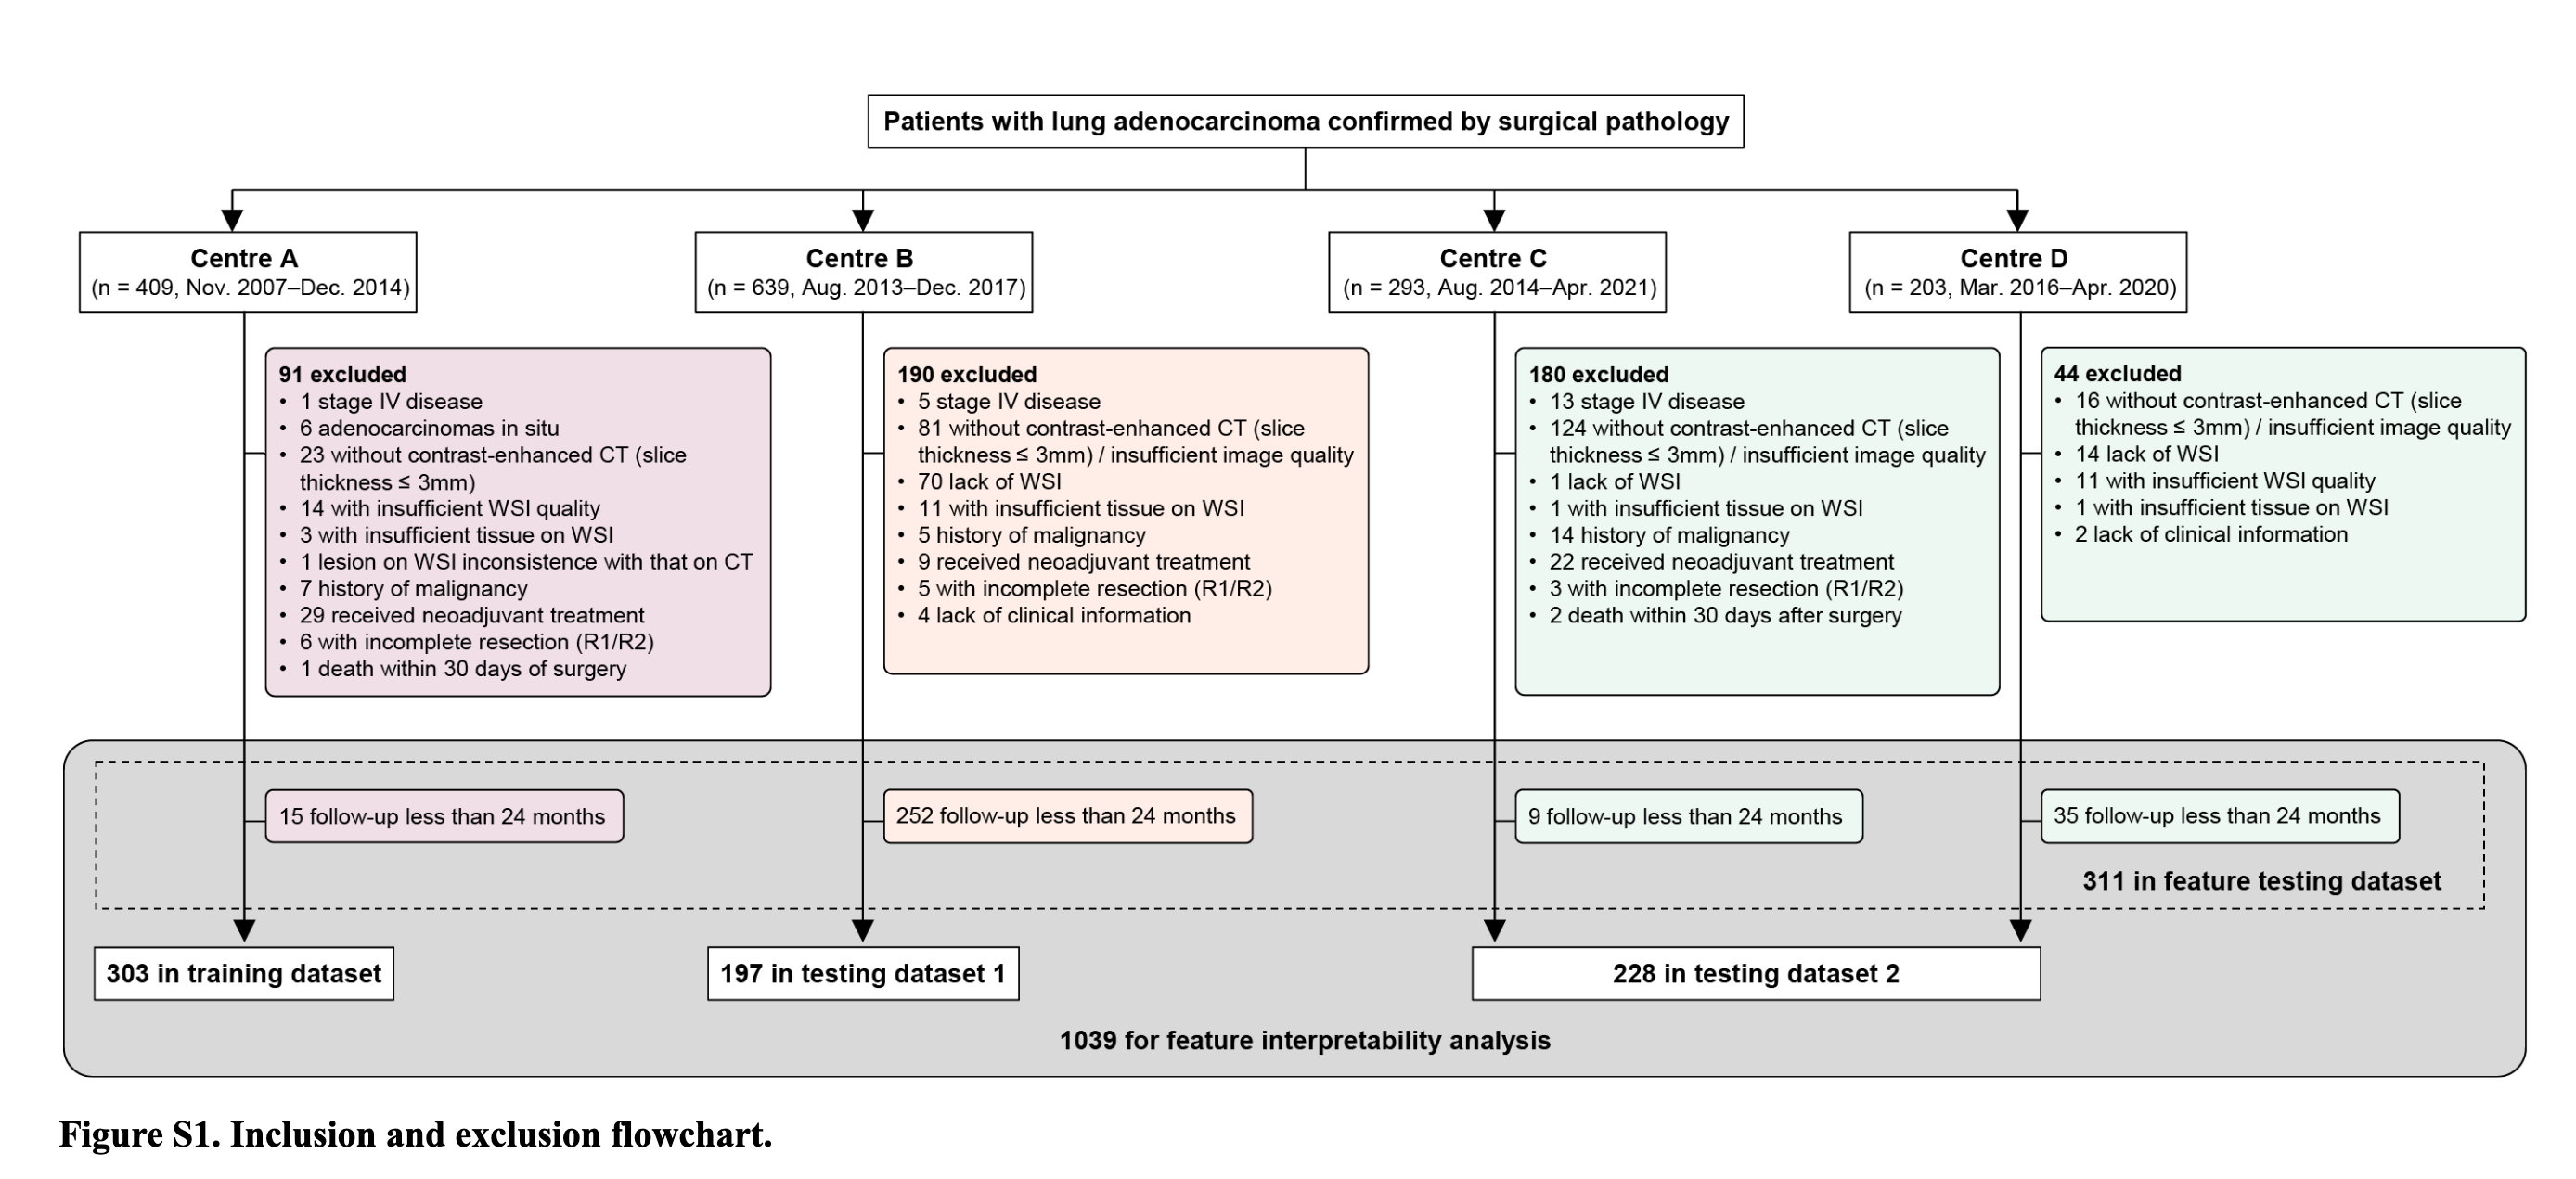 Patients with lung adenocarcinoma confirmed by surgical pathology
Centre A
(n = 409, Nov. 2007–Dec. 2014)
Centre B
(n = 639, Aug. 2013–Dec. 2017)
Centre C
(n = 293, Aug. 2014–Apr. 2021)
Centre D
(n = 203, Mar. 2016–Apr. 2020)
91 excluded
• 1 stage IV disease
• 6 adenocarcinomas in situ
• 23 without contrast-enhanced CT (slice
thickness ≤ 3mm)
• 14 with insufficient WSI quality
• 3 with insufficient tissue on WSI
• 1 lesion on WSI inconsistence with that on CT
• 7 history of malignancy
• 29 received neoadjuvant treatment
• 6 with incomplete resection (R1/R2)
• 1 death within 30 days of surgery
190 excluded
• 5 stage IV disease
• 81 without contrast-enhanced CT (slice
thickness ≤ 3mm) / insufficient image quality
• 70 lack of WSI
• 11 with insufficient tissue on WSI
• 5 history of malignancy
• 9 received neoadjuvant treatment
• 5 with incomplete resection (R1/R2)
• 4 lack of clinical information
180 excluded
• 13 stage IV disease
• 124 without contrast-enhanced CT (slice
thickness ≤ 3mm) / insufficient image quality
• 1 lack of WSI
• 1 with insufficient tissue on WSI
• 14 history of malignancy
• 22 received neoadjuvant treatment
• 3 with incomplete resection (R1/R2)
• 2 death within 30 days after surgery
44 excluded
• 16 without contrast-enhanced CT (slice
thickness ≤ 3mm) / insufficient image quality
• 14 lack of WSI
• 11 with insufficient WSI quality
• 1 with insufficient tissue on WSI
• 2 lack of clinical information
15 follow-up less than 24 months
252 follow-up less than 24 months
9 follow-up less than 24 months
35 follow-up less than 24 months
311 in feature testing dataset
303 in training dataset
197 in testing dataset 1
228 in testing dataset 2
1039 for feature interpretability analysis
Figure S1. Inclusion and exclusion flowchart.